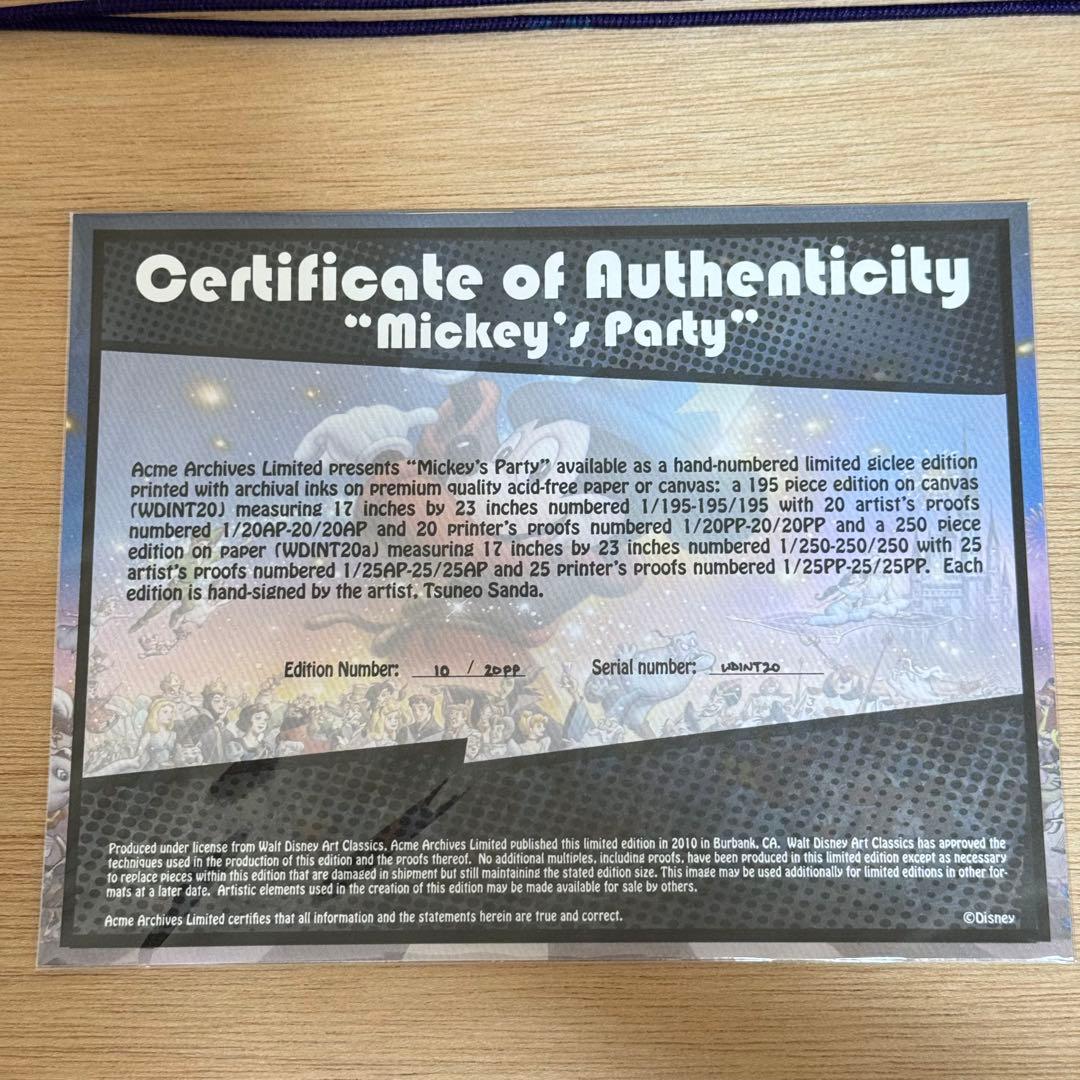 Certificate of Authenticity
“Mickey’s Party”
Acme Archives Limited presents “Mickey’s Party” available as a hand-numbered limited giclee edition
printed with archival inks on premium quality acid-free paper or canvas: a 195 piece edition on canvas
(WDINT20) measuring 17 inches by 23 inches numbered 1/195-195/195 with 20 artist’s proofs
numbered 1/20AP-20/20AP and 20 printer’s proofs numbered 1/20PP-20/20PP and a 250 piece
edition on paper (WDINT20a) measuring 17 inches by 23 inches numbered 1/250-250/250 with 25
artist’s proofs numbered 1/25AP-25/25AP and 25 printer’s proofs numbered 1/25PP-25/25PP. Each
edition is hand-signed by the artist, Tsuneo Sanda.
Edition Number: 10 / 20PP Serial number: WDINT20
Produced under license from Walt Disney Art Classics, Acme Archives Limited published this limited edition in 2010 in Burbank, CA. Walt Disney Art Classics has approved the
techniques used in the production of this edition and the proofs thereof. No additional multiples, including proofs, have been produced in this limited edition except as necessary
to replace pieces within this edition that are damaged in shipment but still maintaining the stated edition size. This image may be used additionally for limited editions in other for-
mats at a later date. Artistic elements used in the creation of this edition may be made available for sale by others.
Acme Archives Limited certifies that all information and the statements herein are true and correct. ©Disney